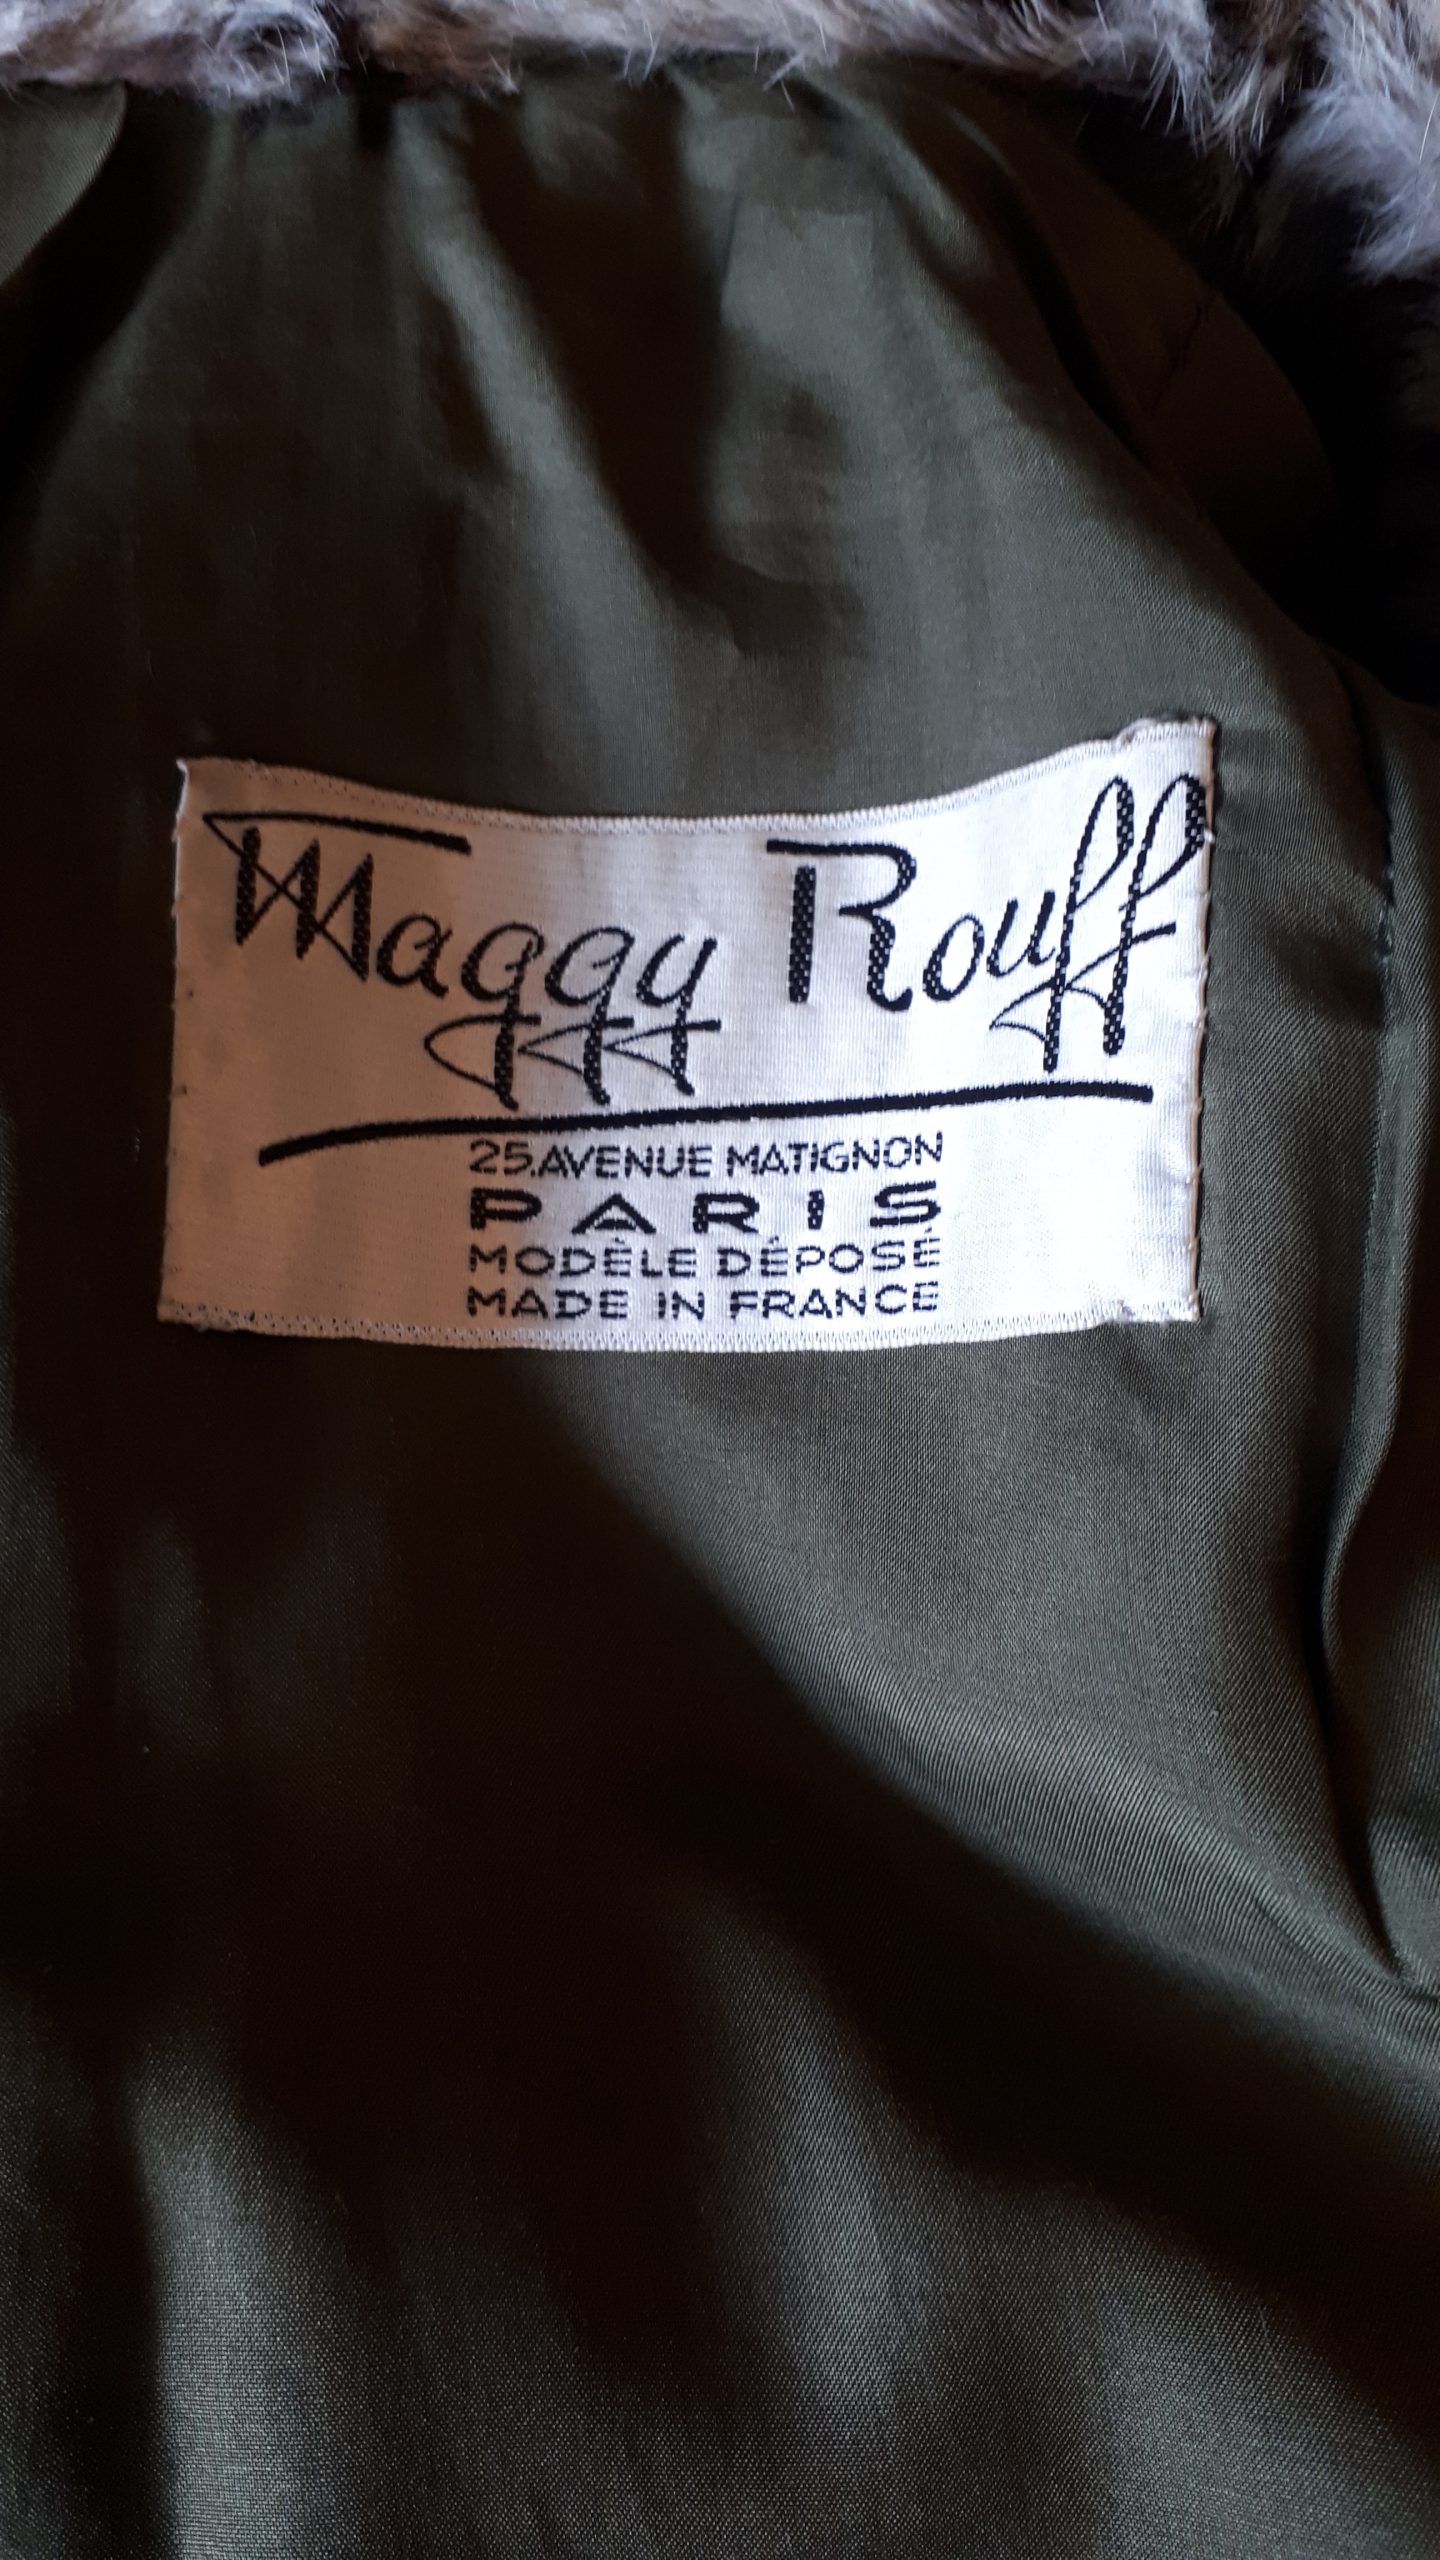 Maggy Rouff
25.AVENUE MATIGNON
PARIS
MODÈLE DÉPOSÉ
MADE IN FRANCE